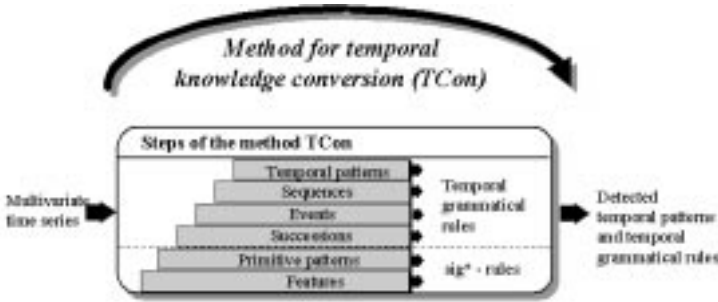 Method for temporal
knowledge conversion (TCon)
Steps of the method TCon
Multivariate
time series
Temporal patterns
Sequences
Events
Successions
Primitive patterns
Features
Temporal
grammatical
rules
sig* - rules
Detected
temporal patterns
and temporal
grammatical rules